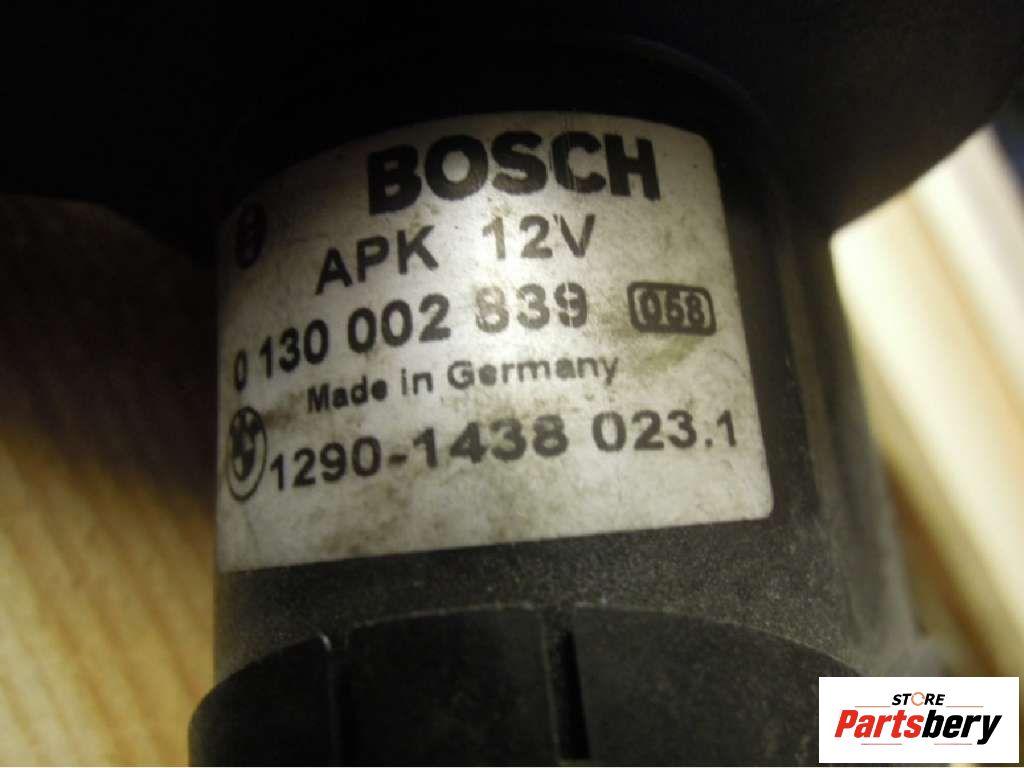 BOSCH
APK 12V
0 130 002 839 058
Made in Germany
1290-1438 023.1
STORE
Partsbery